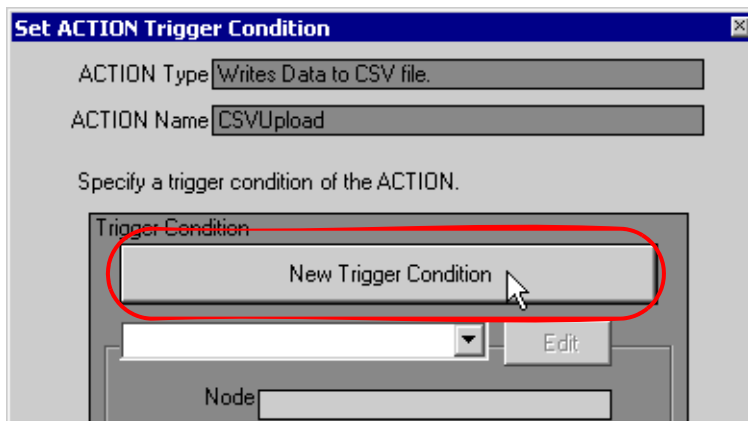 Set ACTION Trigger Condition
ACTION Type Writes Data to CSV file.
ACTION Name CSVUpload
Specify a trigger condition of the ACTION.
Trigger Condition
New Trigger Condition
Edit
Node